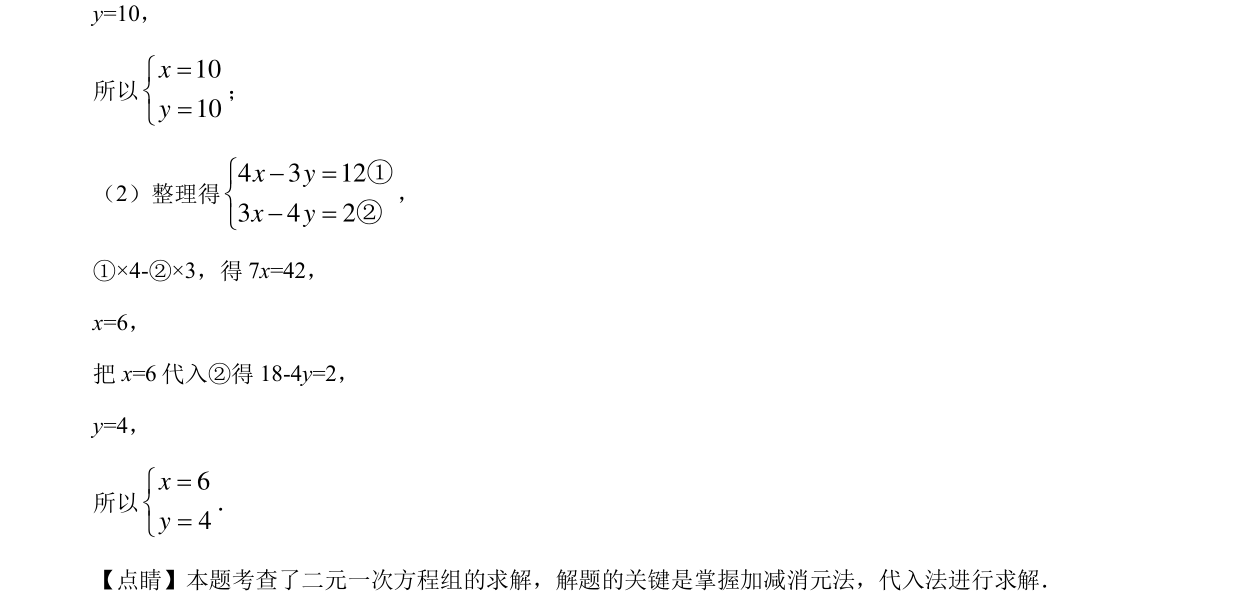 y=10，
所以{x=10
y=10；
（2）整理得{4x−3y=12①
3x−4y=2②，
①×4-②×3，得 7x=42，
x=6，
把 x=6 代入②得 18-4y=2，
y=4，
所以{x=6
y=4．
【点睛】本题考查了二元一次方程组的求解，解题的关键是掌握加减消元法，代入法进行求解．